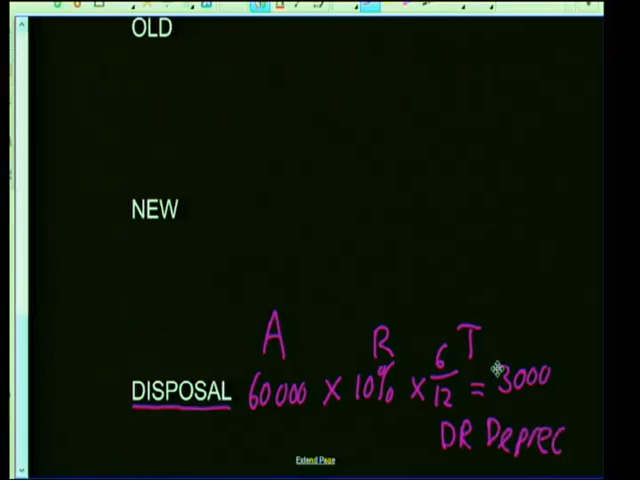 OLD
NEW
A R T
DISPOSAL 60000 X 10% X 6/12 = 3000
DR Deprec
Extend Page